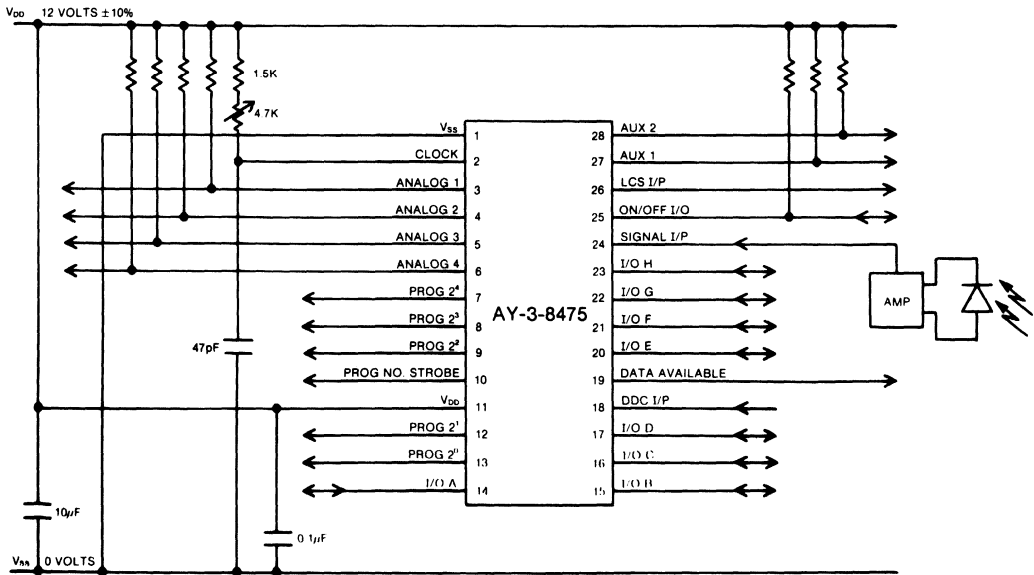 VDD 12 VOLTS ±10%
1.5K
4.7K
VSS 1
CLOCK 2
ANALOG 1 3
ANALOG 2 4
ANALOG 3 5
ANALOG 4 6
PROG 2⁴ 7
PROG 2³ 8
PROG 2² 9
PROG NO. STROBE 10
VDD 11
PROG 2¹ 12
PROG 2⁰ 13
I/O A 14
AY-3-8475
28 AUX 2
27 AUX 1
26 LCS I/P
25 ON/OFF I/O
24 SIGNAL I/P
23 I/O H
22 I/O G
21 I/O F
20 I/O E
19 DATA AVAILABLE
18 DDC I/P
17 I/O D
16 I/O C
15 I/O B
AMP
47pF
10µF
0.1µF
VSS 0 VOLTS